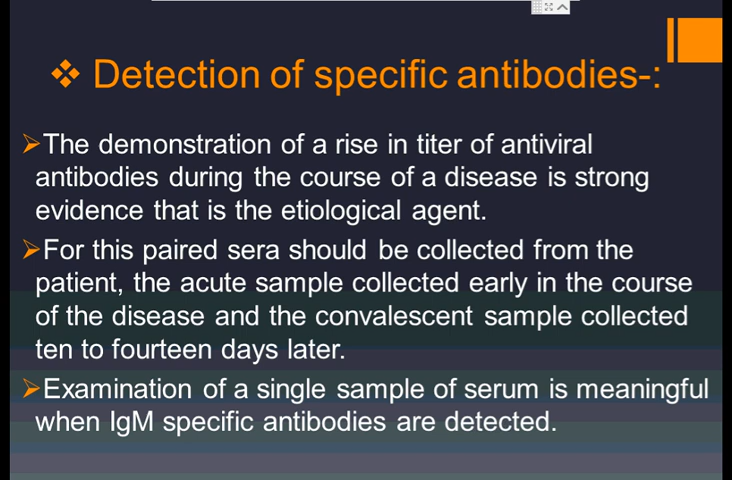 ❖ Detection of specific antibodies-:
➢The demonstration of a rise in titer of antiviral
antibodies during the course of a disease is strong
evidence that is the etiological agent.
➢For this paired sera should be collected from the
patient, the acute sample collected early in the course
of the disease and the convalescent sample collected
ten to fourteen days later.
➢Examination of a single sample of serum is meaningful
when IgM specific antibodies are detected.